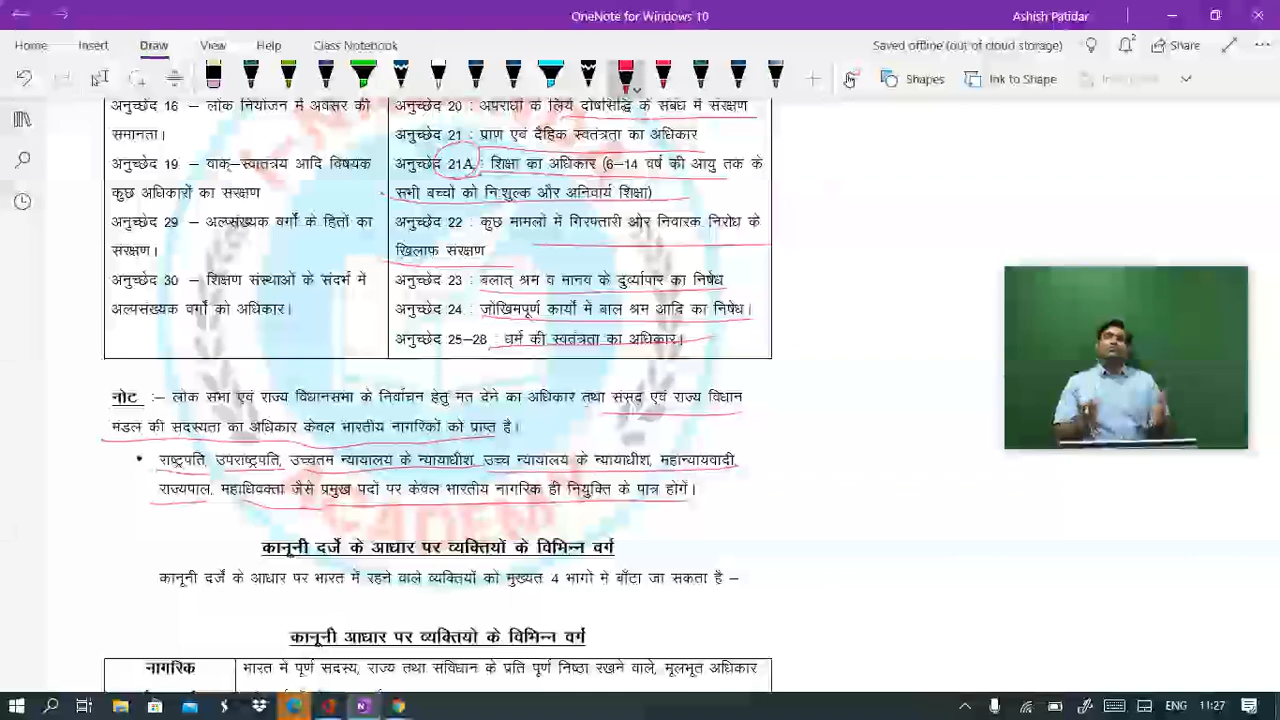 OneNote for Windows 10
Ashish Patidar
Home Insert Draw View Help Class Notebook
Saved offline (out of cloud storage) Share
Shapes Ink to Shape
अनुच्छेद 16 – लोक नियोजन में अवसर की
समानता।
अनुच्छेद 19 – वाक्–स्वातत्रय आदि विषयक
कुछ अधिकारों का सरक्षण
अनुच्छेद 29 – अल्पसंख्यक वर्गो के हितों का
संरक्षण।
अनुच्छेद 30 – शिक्षण संस्थाओं के संदर्भ में
अल्पसंख्यक वर्गों को अधिकार।
अनुच्छेद 20 : अपराधों के लिये दोषसिद्धि के संबंध में संरक्षण
अनुच्छेद 21 : प्राण एवं दैहिक स्वतंत्रता का अधिकार
अनुच्छेद 21A : शिक्षा का अधिकार (6–14 वर्ष की आयु तक के
सभी बच्चों को निःशुल्क और अनिवार्य शिक्षा)
अनुच्छेद 22 : कुछ मामलों में गिरफ्तारी और निवारक निरोध के
खिलाफ संरक्षण
अनुच्छेद 23 : बलात् श्रम व मानव के दुर्व्यापार का निषेध
अनुच्छेद 24 : जोखिमपूर्ण कार्यो में बाल श्रम आदि का निषेध।
अनुच्छेद 25–28 : धर्म की स्वतंत्रता का अधिकार।
नोट :– लोक सभा एवं राज्य विधानसभा के निर्वाचन हेतु मत देने का अधिकार तथा संसद एवं राज्य विधान
मंडल की सदस्यता का अधिकार केवल भारतीय नागरिकों को प्राप्त है।
• राष्ट्रपति, उपराष्ट्रपति, उच्चतम न्यायालय के न्यायाधीश, उच्च न्यायालय के न्यायाधीश, महान्यायवादी,
राज्यपाल, महाधिवक्ता जैसे प्रमुख पदों पर केवल भारतीय नागरिक ही नियुक्ति के पात्र होगें।
कानूनी दर्जे के आधार पर व्यक्तियों के विभिन्न वर्ग
कानूनी दर्जे के आधार पर भारत में रहने वाले व्यक्तियों को मुख्यत 4 भागो में बाँटा जा सकता है –
कानूनी आधार पर व्यक्तियो के विभिन्न वर्ग
नागरिक भारत में पूर्ण सदस्य, राज्य तथा संविधान के प्रति पूर्ण निष्ठा रखने वाले, मूलभूत अधिकार
ENG 11:27